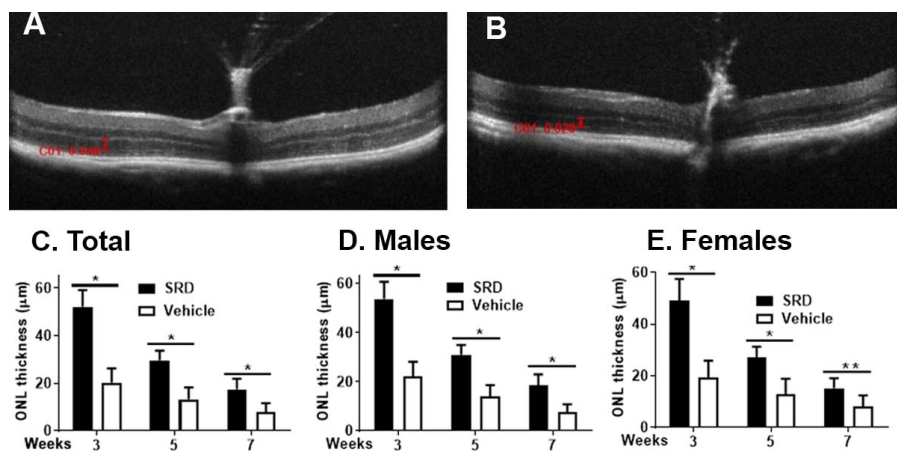 A
B
C01 0.049
C01 0.028
C. Total
D. Males
E. Females
ONL thickness (μm)
60
40
20
0
*
*
*
SRD
Vehicle
Weeks 3 5 7
ONL thickness (μm)
60
40
20
0
*
*
*
SRD
Vehicle
Weeks 3 5 7
ONL thickness (μm)
60
40
20
0
*
*
**
SRD
Vehicle
Weeks 3 5 7